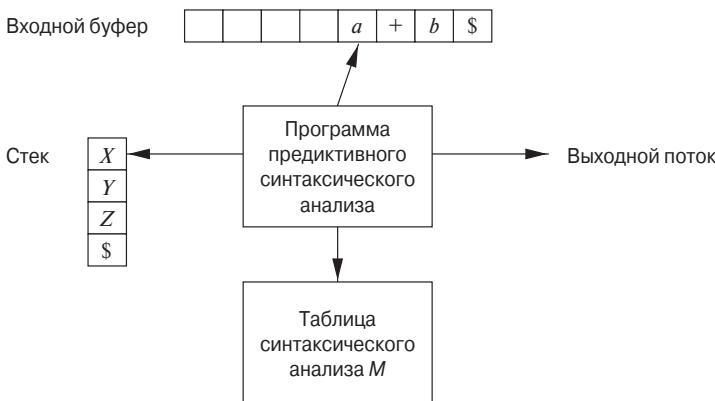 Входной буфер a + b $
Программа
предиктивного
синтаксического
анализа
Стек
X
Y
Z
$
Выходной поток
Таблица
синтаксического
анализа M